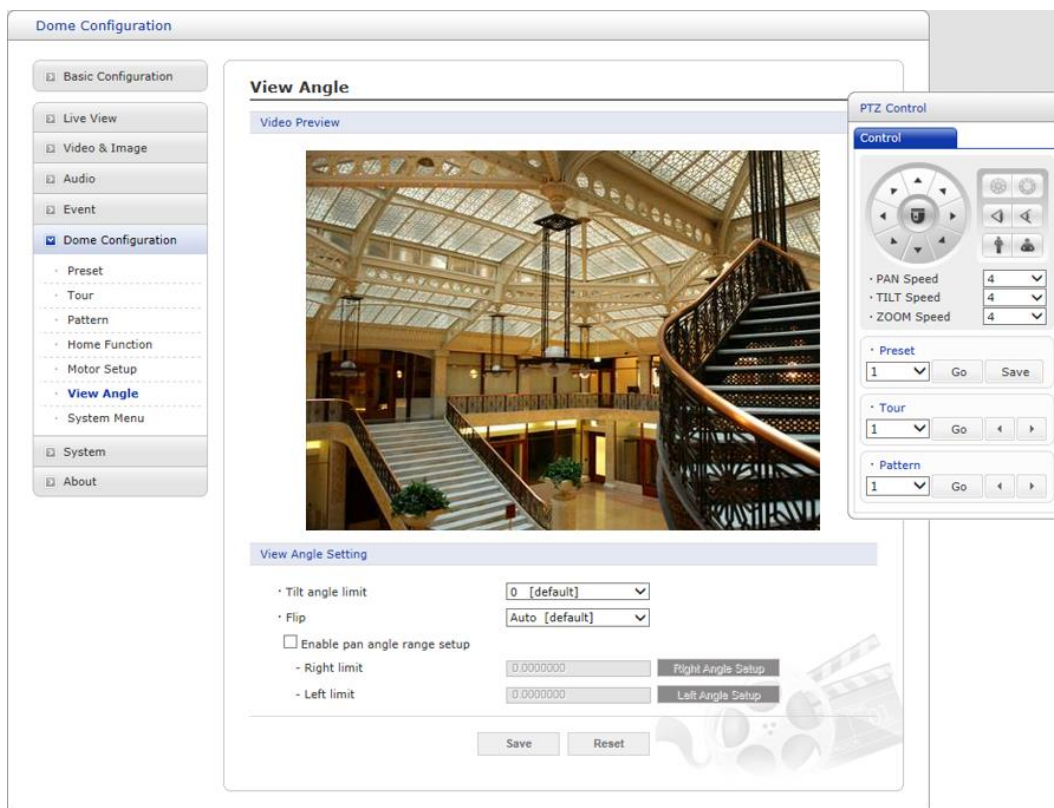 Dome Configuration
Basic Configuration
Live View
Video & Image
Audio
Event
Dome Configuration
Preset
Tour
Pattern
Home Function
Motor Setup
View Angle
System Menu
System
About
View Angle
Video Preview
View Angle Setting
Tilt angle limit 0 [default]
Flip Auto [default]
Enable pan angle range setup
- Right limit 0.0000000 Right Angle Setup
- Left limit 0.0000000 Left Angle Setup
Save Reset
PTZ Control
Control
PAN Speed 4
TILT Speed 4
ZOOM Speed 4
Preset
1 Go Save
Tour
1 Go
Pattern
1 Go